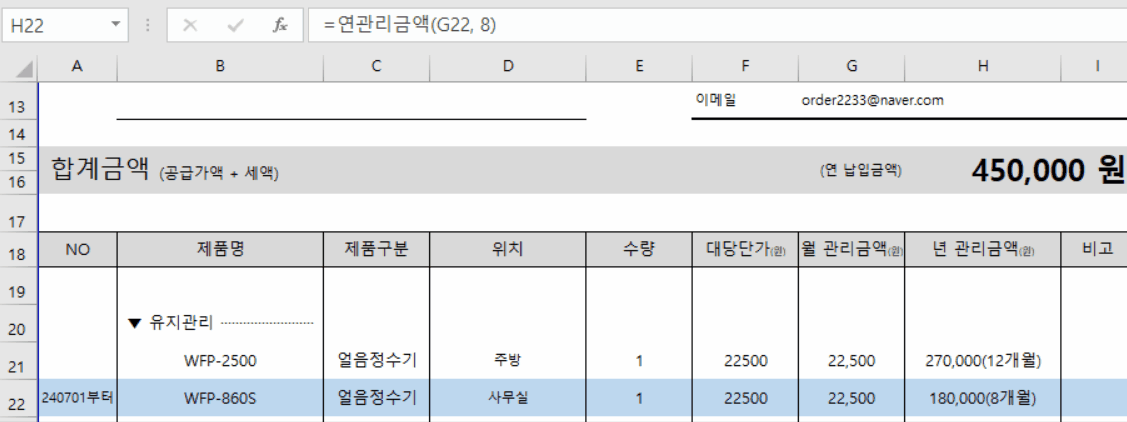 H22 fx =연관리금액(G22, 8)
A B C D E F G H I
13 이메일 order2233@naver.com
14
15 합계금액 (공급가액 + 세액) (연 납입금액) 450,000 원
16
17
18 NO 제품명 제품구분 위치 수량 대당단가(원) 월 관리금액(원) 년 관리금액(원) 비고
19
20 ▼ 유지관리 ------------------------
21 WFP-2500 얼음정수기 주방 1 22500 22,500 270,000(12개월)
22 240701부터 WFP-860S 얼음정수기 사무실 1 22500 22,500 180,000(8개월)